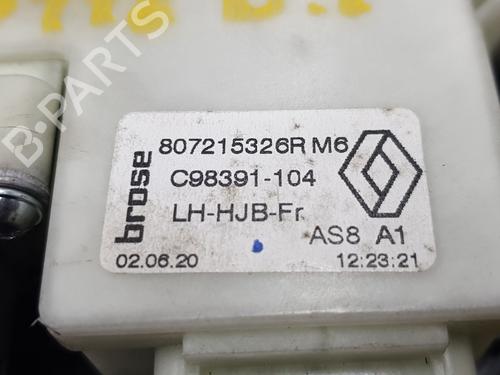 807215326R M6
C98391-104
LH-HJB-Fr
AS8 A1
02.06.20
12:23:21
brose
B-PARTS